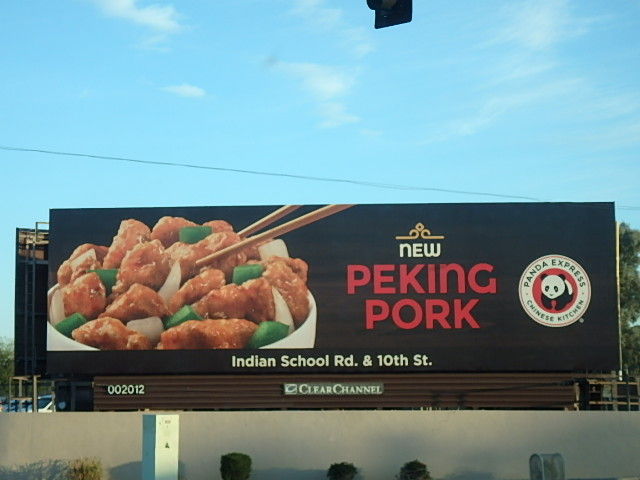 NEW
PEKING
PORK
PANDA EXPRESS
CHINESE KITCHEN
Indian School Rd. & 10th St.
002012
CLEARCHANNEL